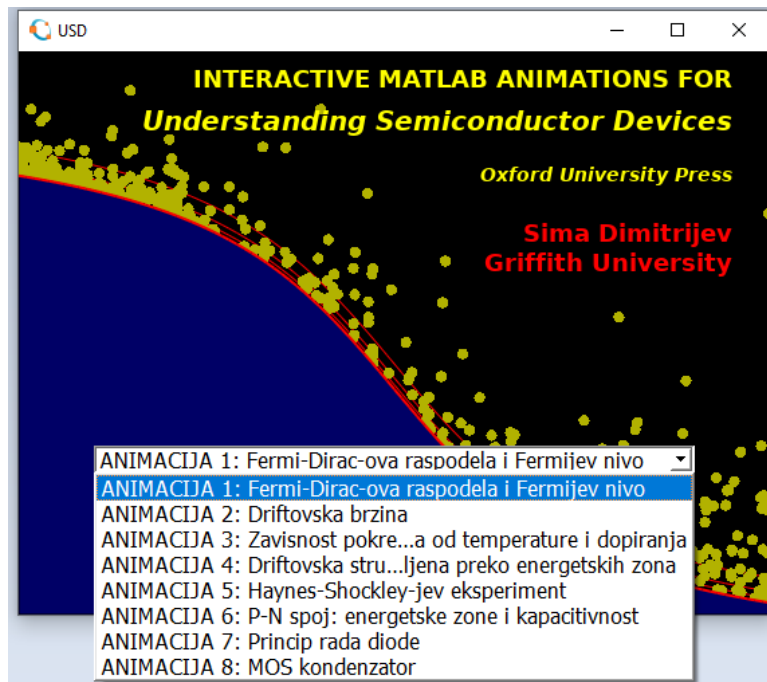 USD
INTERACTIVE MATLAB ANIMATIONS FOR
Understanding Semiconductor Devices
Oxford University Press
Sima Dimitrijev
Griffith University
ANIMACIJA 1: Fermi-Dirac-ova raspodela i Fermijev nivo
ANIMACIJA 1: Fermi-Dirac-ova raspodela i Fermijev nivo
ANIMACIJA 2: Driftovska brzina
ANIMACIJA 3: Zavisnost pokre...a od temperature i dopiranja
ANIMACIJA 4: Driftovska stru...ljena preko energetskih zona
ANIMACIJA 5: Haynes-Shockley-jev eksperiment
ANIMACIJA 6: P-N spoj: energetske zone i kapacitivnost
ANIMACIJA 7: Princip rada diode
ANIMACIJA 8: MOS kondenzator